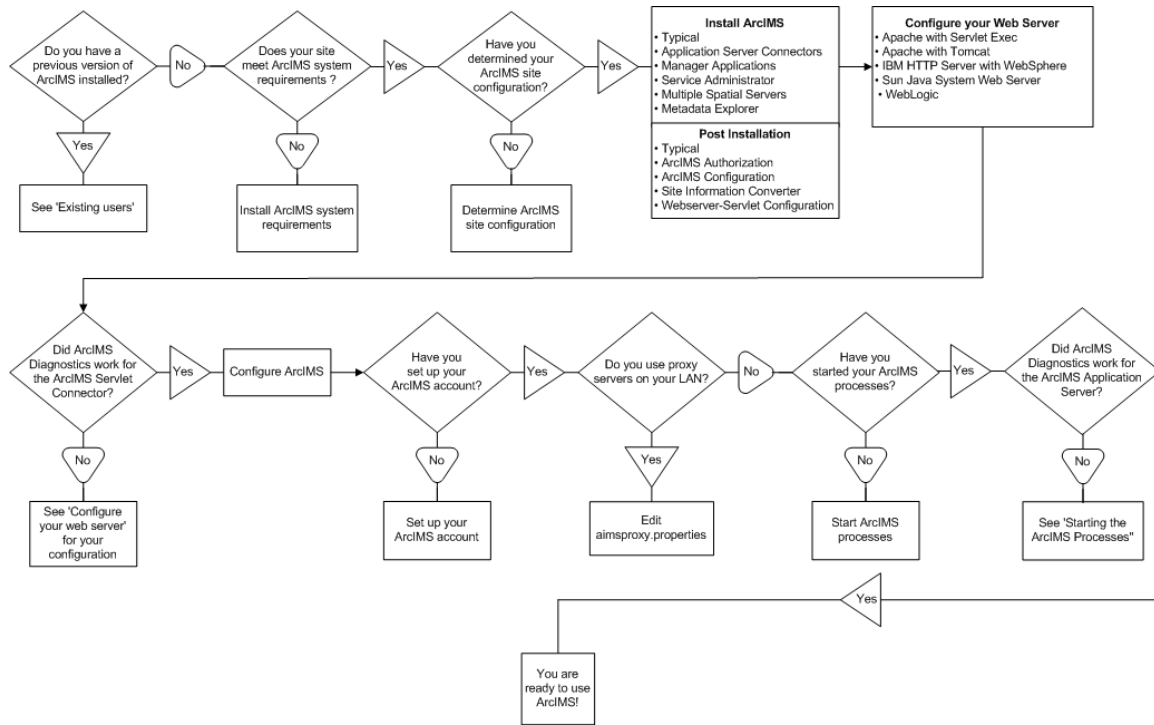 Do you have a
previous version of
ArcIMS installed?
No
Does your site
meet ArcIMS system
requirements ?
Yes
Have you
determined your
ArcIMS site
configuration?
Yes
Install ArcIMS
• Typical
• Application Server Connectors
• Manager Applications
• Service Administrator
• Multiple Spatial Servers
• Metadata Explorer
Post Installation
• Typical
• ArcIMS Authorization
• ArcIMS Configuration
• Site Information Converter
• Webserver-Servlet Configuration
Configure your Web Server
• Apache with Servlet Exec
• Apache with Tomcat
• IBM HTTP Server with WebSphere
• Sun Java System Web Server
• WebLogic
Yes
See 'Existing users'
No
Install ArcIMS system
requirements
No
Determine ArcIMS
site configuration
Did ArcIMS
Diagnostics work for
the ArcIMS Servlet
Connector?
Yes
Configure ArcIMS
Have you
set up your
ArcIMS account?
Yes
Do you use proxy
servers on your LAN?
No
Have you
started your ArcIMS
processes?
Yes
Did ArcIMS
Diagnostics work for
the ArcIMS Application
Server?
No
See 'Configure
your web server'
for your
configuration
No
Set up your
ArcIMS account
Yes
Edit
aimsproxy.properties
No
Start ArcIMS
processes
No
See 'Starting the
ArcIMS Processes"
Yes
You are
ready to use
ArcIMS!